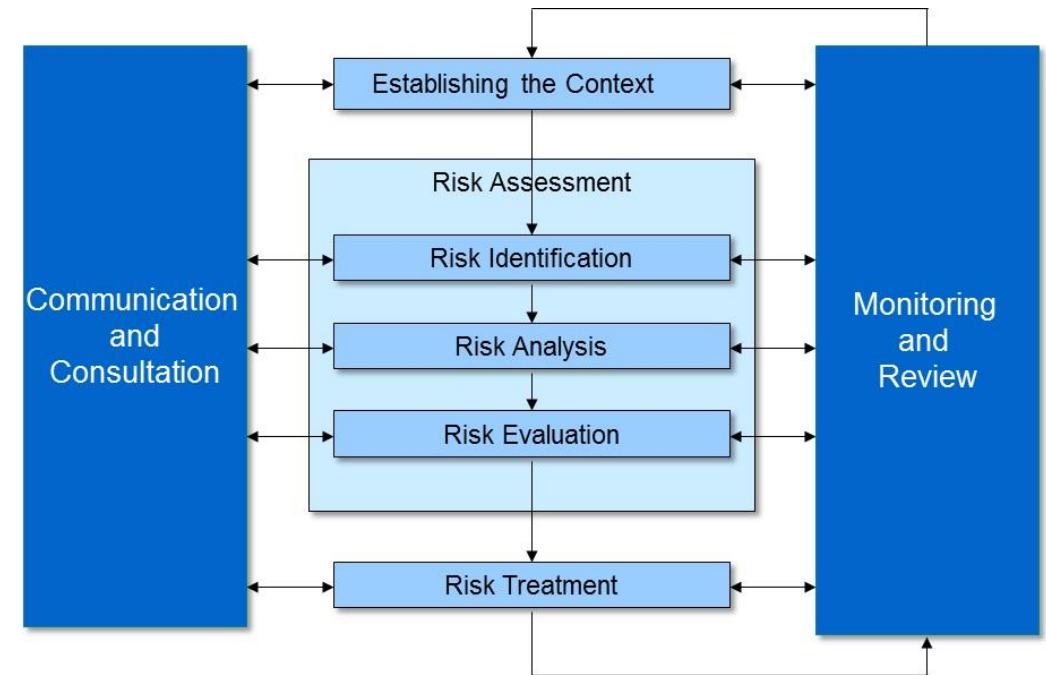 Establishing the Context
Risk Assessment
Risk Identification
Risk Analysis
Risk Evaluation
Risk Treatment
Communication
and
Consultation
Monitoring
and
Review